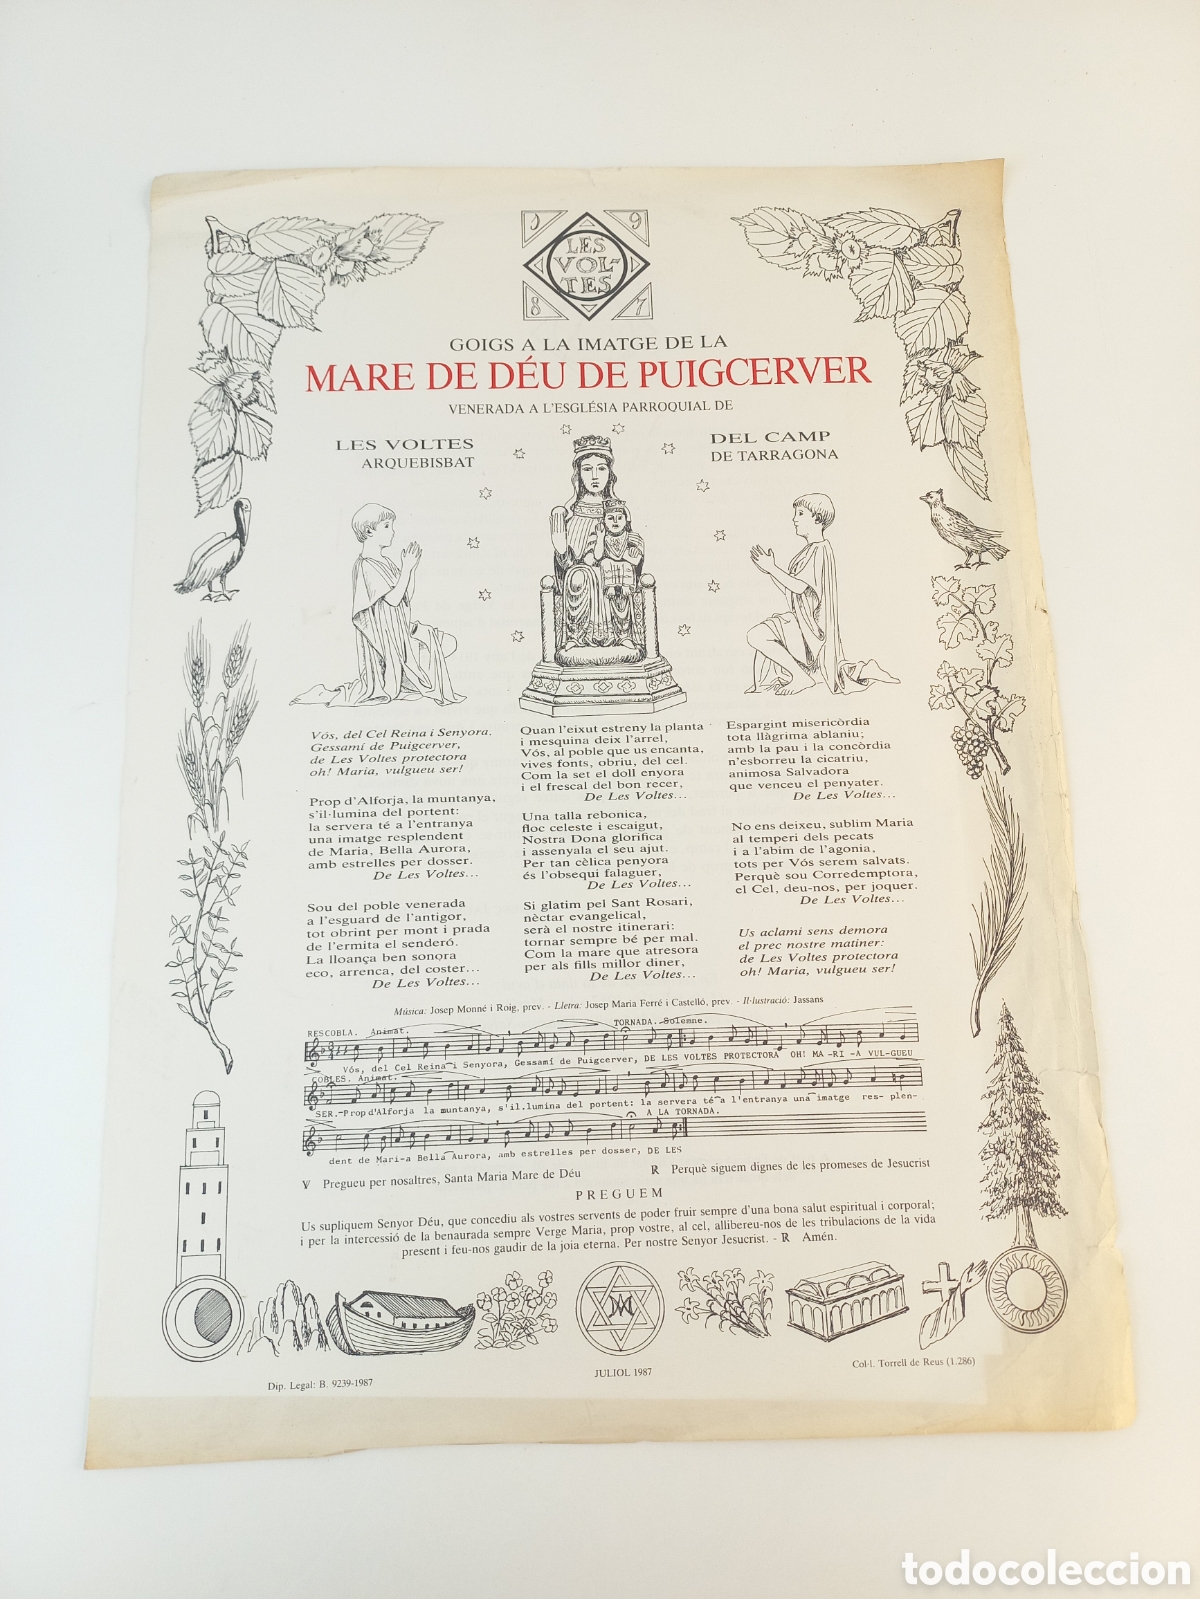 19
LES
VOL-
TES
87
GOIGS A LA IMATGE DE LA
MARE DE DÉU DE PUIGCERVER
VENERADA A L'ESGLÉSIA PARROQUIAL DE
LES VOLTES
ARQUEBISBAT
DEL CAMP
DE TARRAGONA
Vós, del Cel Reina i Senyora.
Gessamí de Puigcerver,
de Les Voltes protectora
oh! Maria, vulgueu ser!
Prop d'Alforja, la muntanya,
s'il·lumina del portent:
la servera té a l'entranya
una imatge resplendent
de Maria, Bella Aurora,
amb estrelles per dosser.
De Les Voltes...
Sou del poble venerada
a l'esguard de l'antigor,
tot obrint per mont i prada
de l'ermita el senderó.
La lloança ben sonora
eco, arrenca, del coster...
De Les Voltes...
Quan l'eixut estreny la planta
i mesquina deix l'arrel,
Vós, al poble que us encanta,
vives fonts, obriu, del cel.
Com la set el doll enyora
i el frescal del bon recer,
De Les Voltes...
Una talla rebonica,
floc celeste i escaigut,
Nostra Dona glorifica
i assenyala el seu ajut.
Per tan cèlica penyora
és l'obsequi falaguer,
De Les Voltes...
Si glatim pel Sant Rosari,
nèctar evangelical,
serà el nostre itinerari:
tornar sempre bé per mal.
Com la mare que atresora
per als fills millor diner,
De Les Voltes...
Espargint misericòrdia
tota llàgrima ablaniu;
amb la pau i la concòrdia
n'esborreu la cicatriu,
animosa Salvadora
que venceu el penyater.
De Les Voltes...
No ens deixeu, sublim Maria
al temperi dels pecats
i a l'abim de l'agonia,
tots per Vós serem salvats.
Perquè sou Corredemptora,
el Cel, deu-nos, per joquer.
De Les Voltes...
Us aclami sens demora
el prec nostre matiner:
de Les Voltes protectora
oh! Maria, vulgueu ser!
Música: Josep Monné i Roig, prev. - Lletra: Josep Maria Ferré i Castelló, prev. - Il·lustració: Jassans
RESCOBLA. Animat.
TORNADA. Solemne.
Vós, del Cel Reina i Senyora, Gessamí de Puigcerver, DE LES VOLTES PROTECTORA OH! MA-RI-A VUL-GUEU
COBLES. Animat.
SER.-Prop d'Alforja la muntanya, s'il.lumina del portent: la servera té a l'entranya una imatge res- plen-
A LA TORNADA.
dent de Mari-a Bella Aurora, amb estrelles per dosser, DE LES
V Pregueu per nosaltres, Santa Maria Mare de Déu
R Perquè siguem dignes de les promeses de Jesucrist
PREGUEM
Us supliquem Senyor Déu, que concediu als vostres servents de poder fruir sempre d'una bona salut espiritual i corporal;
i per la intercessió de la benaurada sempre Verge Maria, prop vostre, al cel, allibereu-nos de les tribulacions de la vida
present i feu-nos gaudir de la joia eterna. Per nostre Senyor Jesucrist. - R Amén.
Dip. Legal: B. 9239-1987
JULIOL 1987
Col·l. Torrell de Reus (1.286)
todocoleccion